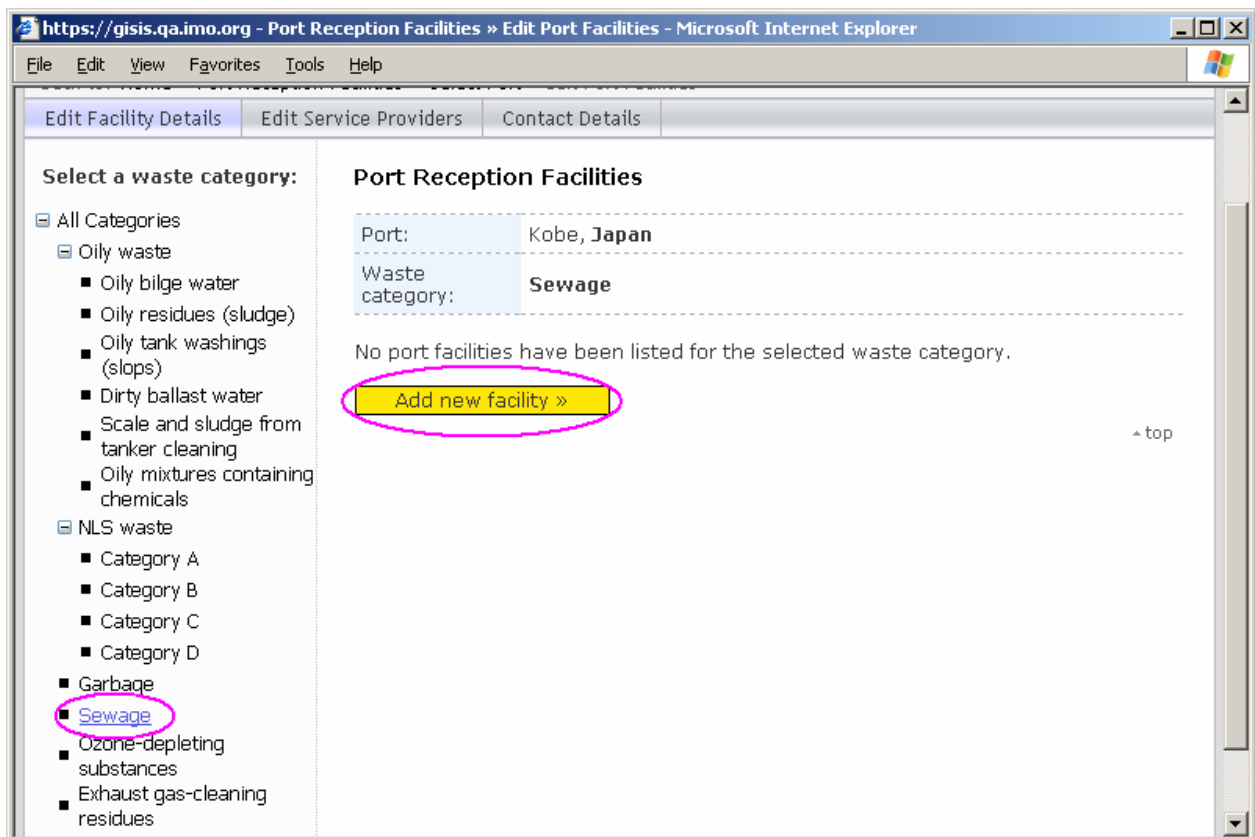 https://gisis.qa.imo.org - Port Reception Facilities » Edit Port Facilities - Microsoft Internet Explorer
File Edit View Favorites Tools Help
Edit Facility Details Edit Service Providers Contact Details
Select a waste category:
All Categories
Oily waste
Oily bilge water
Oily residues (sludge)
Oily tank washings
(slops)
Dirty ballast water
Scale and sludge from
tanker cleaning
Oily mixtures containing
chemicals
NLS waste
Category A
Category B
Category C
Category D
Garbage
Sewage
Ozone-depleting
substances
Exhaust gas-cleaning
residues
Port Reception Facilities
Port: Kobe, Japan
Waste
category: Sewage
No port facilities have been listed for the selected waste category.
Add new facility »
top